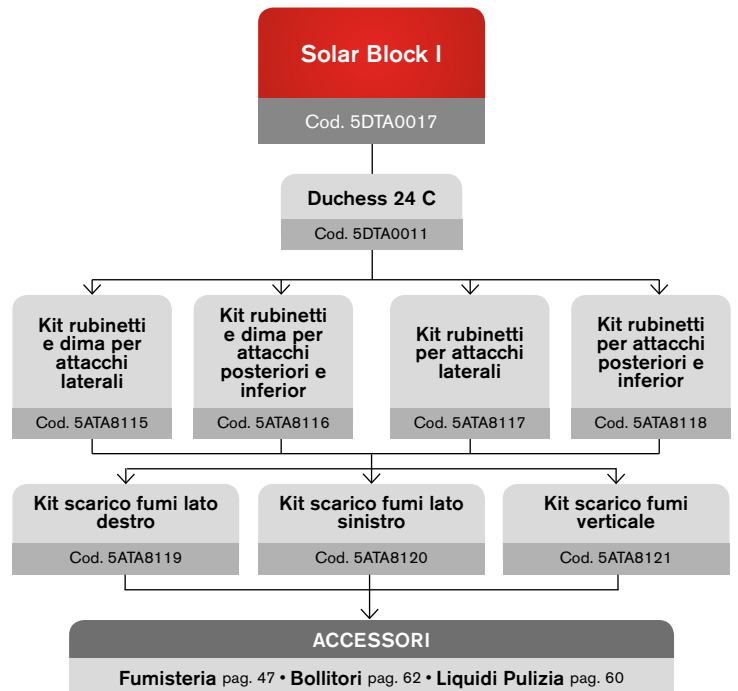 Solar Block I
Cod. 5DTA0017
Duchess 24 C
Cod. 5DTA0011
Kit rubinetti
e dima per
attacchi
laterali
Cod. 5ATA8115
Kit rubinetti
e dima per
attacchi
posteriori e
inferior
Cod. 5ATA8116
Kit rubinetti
per attacchi
laterali
Cod. 5ATA8117
Kit rubinetti
per attacchi
posteriori e
inferior
Cod. 5ATA8118
Kit scarico fumi lato
destro
Cod. 5ATA8119
Kit scarico fumi lato
sinistro
Cod. 5ATA8120
Kit scarico fumi
verticale
Cod. 5ATA8121
ACCESSORI
Fumisteria pag. 47 • Bollitori pag. 62 • Liquidi Pulizia pag. 60